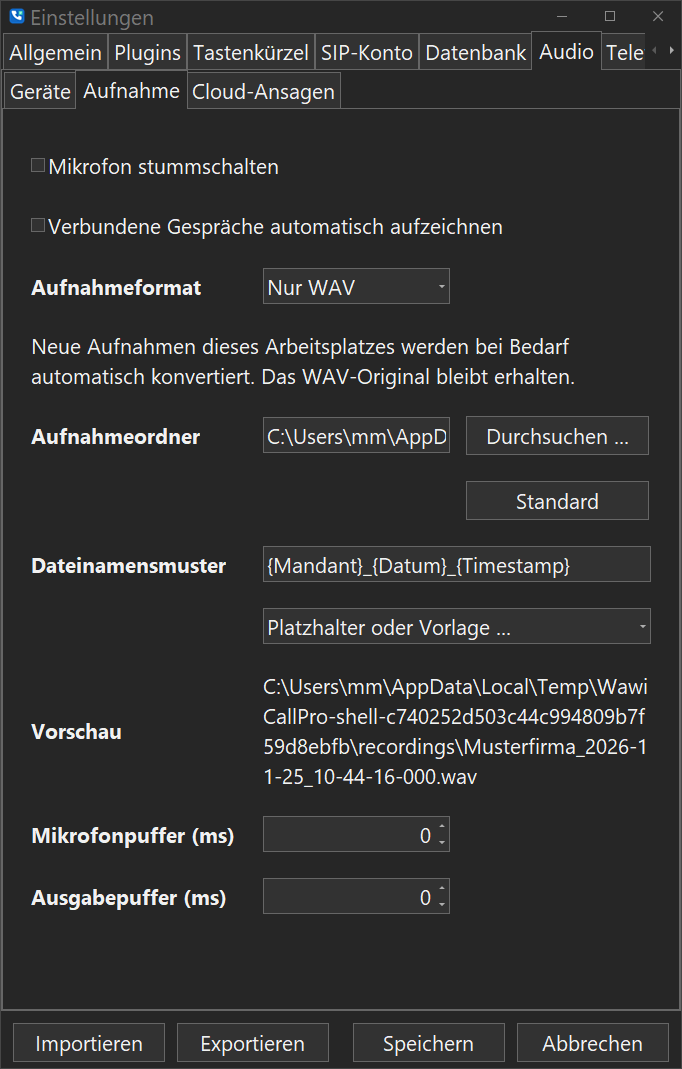 Einstellungen
Allgemein Plugins Tastenkürzel SIP-Konto Datenbank Audio Tele
Geräte Aufnahme Cloud-Ansagen
Mikrofon stummschalten
Verbundene Gespräche automatisch aufzeichnen
Aufnahmeformat Nur WAV
Neue Aufnahmen dieses Arbeitsplatzes werden bei Bedarf
automatisch konvertiert. Das WAV-Original bleibt erhalten.
Aufnahmeordner C:\Users\mm\AppD Durchsuchen ...
Standard
Dateinamensmuster {Mandant}_{Datum}_{Timestamp}
Platzhalter oder Vorlage ...
Vorschau
C:\Users\mm\AppData\Local\Temp\Wawi
CallPro-shell-c740252d503c44c994809b7f
59d8ebfb\recordings\Musterfirma_2026-1
1-25_10-44-16-000.wav
Mikrofonpuffer (ms) 0
Ausgabepuffer (ms) 0
Importieren Exportieren Speichern Abbrechen